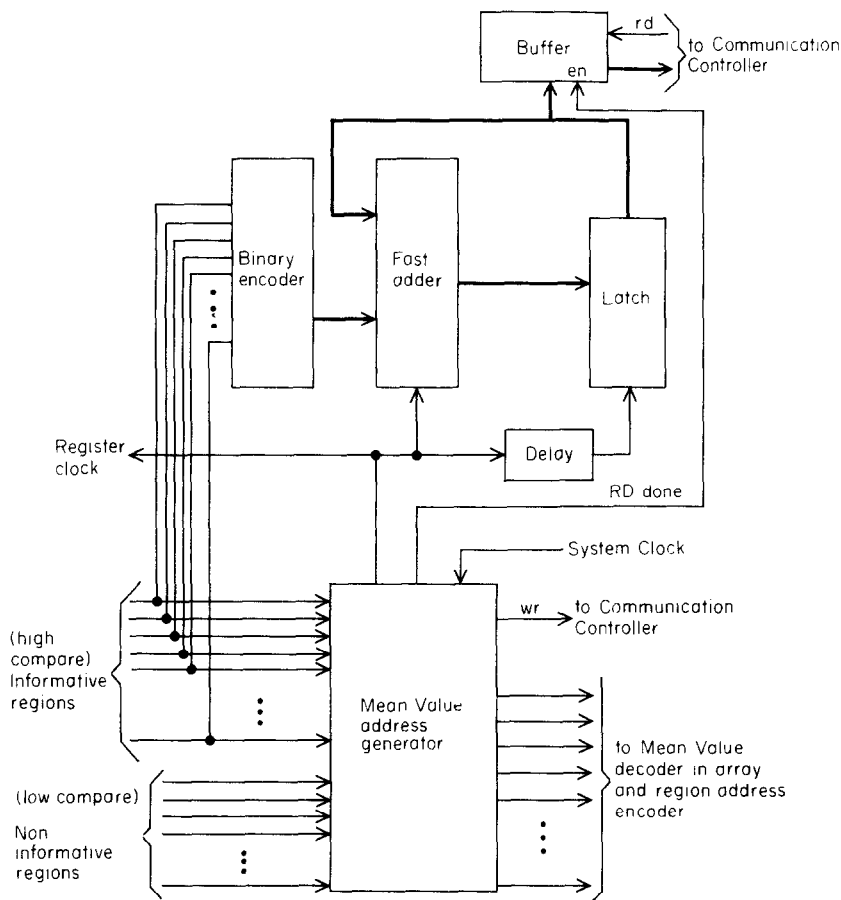 Buffer
rd
en
to Communication
Controller
Binary
encoder
Fast
adder
Latch
Register
clock
Delay
RD done
System Clock
wr
to Communication
Controller
(high
compare)
Informative
regions
Mean Value
address
generator
to Mean Value
decoder in array
and region address
encoder
(low compare)
Non
informative
regions